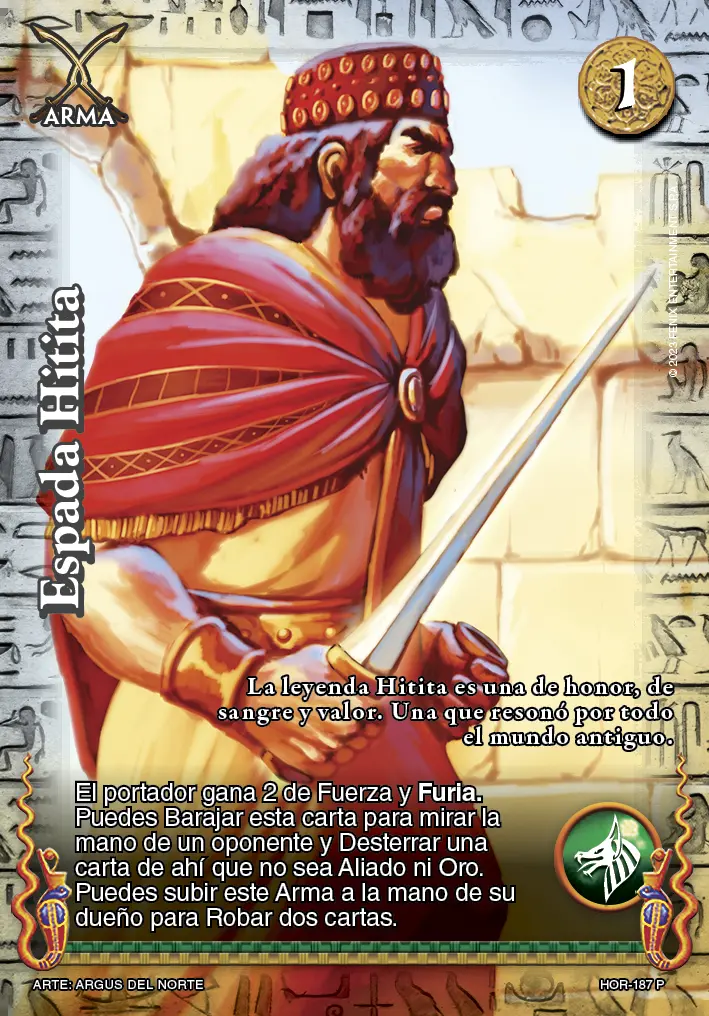 ARMA
1
© 2023 FENIX ENTERTAINMENT SPA
Espada Hitita
La leyenda Hitita es una de honor, de
sangre y valor. Una que resonó por todo
el mundo antiguo.
El portador gana 2 de Fuerza y Furia.
Puedes Barajar esta carta para mirar la
mano de un oponente y Desterrar una
carta de ahí que no sea Aliado ni Oro.
Puedes subir este Arma a la mano de su
dueño para Robar dos cartas.
ARTE: ARGUS DEL NORTE
HOR-187 P